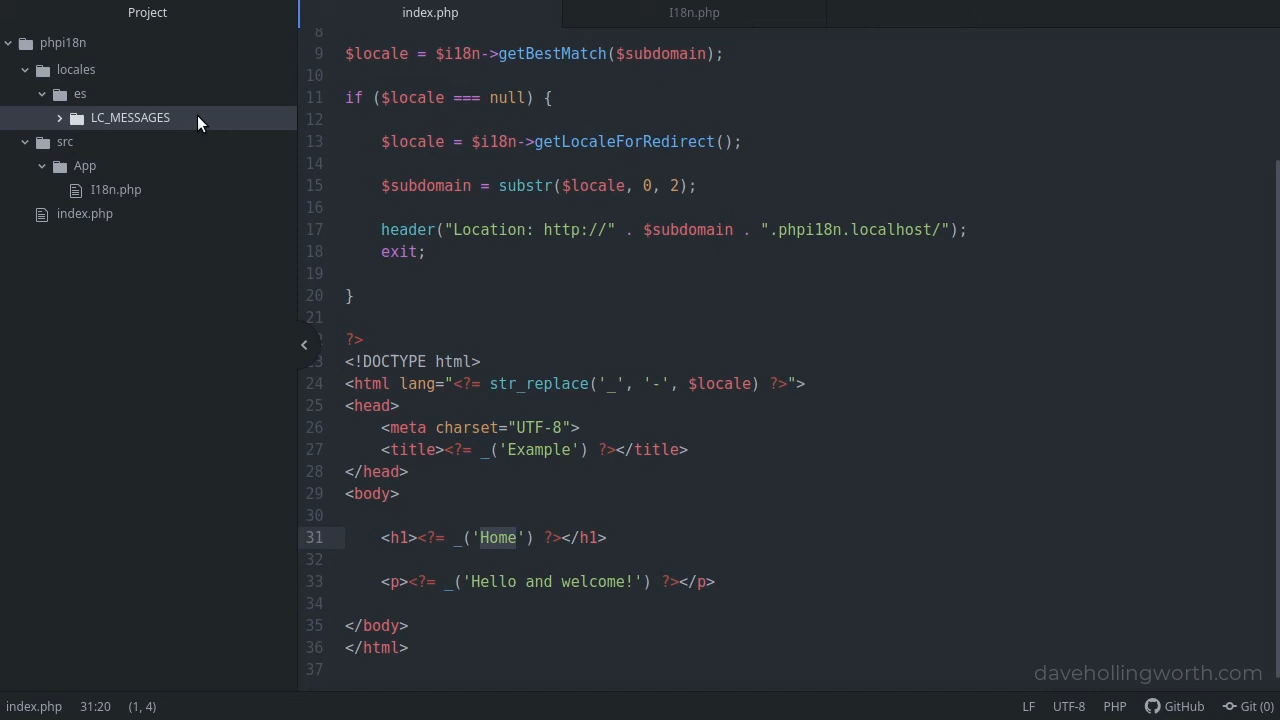 Project
index.php
I18n.php
phpi18n
locales
es
LC_MESSAGES
src
App
I18n.php
index.php
8
9 $locale = $i18n->getBestMatch($subdomain);
10
11 if ($locale === null) {
12
13 $locale = $i18n->getLocaleForRedirect();
14
15 $subdomain = substr($locale, 0, 2);
16
17 header("Location: http://" . $subdomain . ".phpi18n.localhost/");
18 exit;
19
20 }
21
?>
23 <!DOCTYPE html>
24 <html lang="<?= str_replace('_', '-', $locale) ?>">
25 <head>
26 <meta charset="UTF-8">
27 <title><?= _('Example') ?></title>
28 </head>
29 <body>
30
31 <h1><?= _('Home') ?></h1>
32
33 <p><?= _('Hello and welcome!') ?></p>
34
35 </body>
36 </html>
37
davehollingworth.com
index.php 31:20 (1, 4) LF UTF-8 PHP GitHub Git (0)